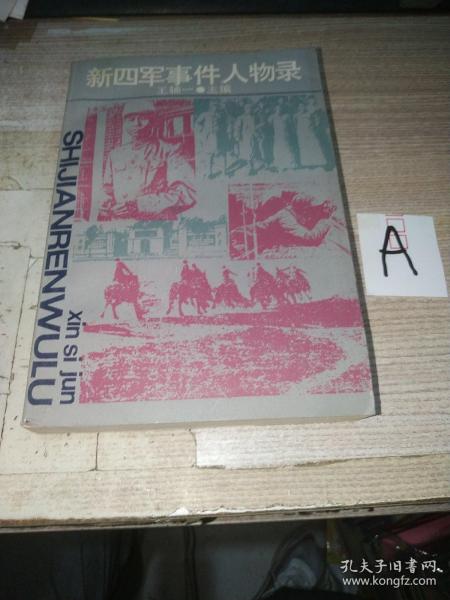 新四军事件人物录
王辅一●主编
SHIJIANRENWULU
xin si jun
A
孔夫子旧书网
www.kongfz.com